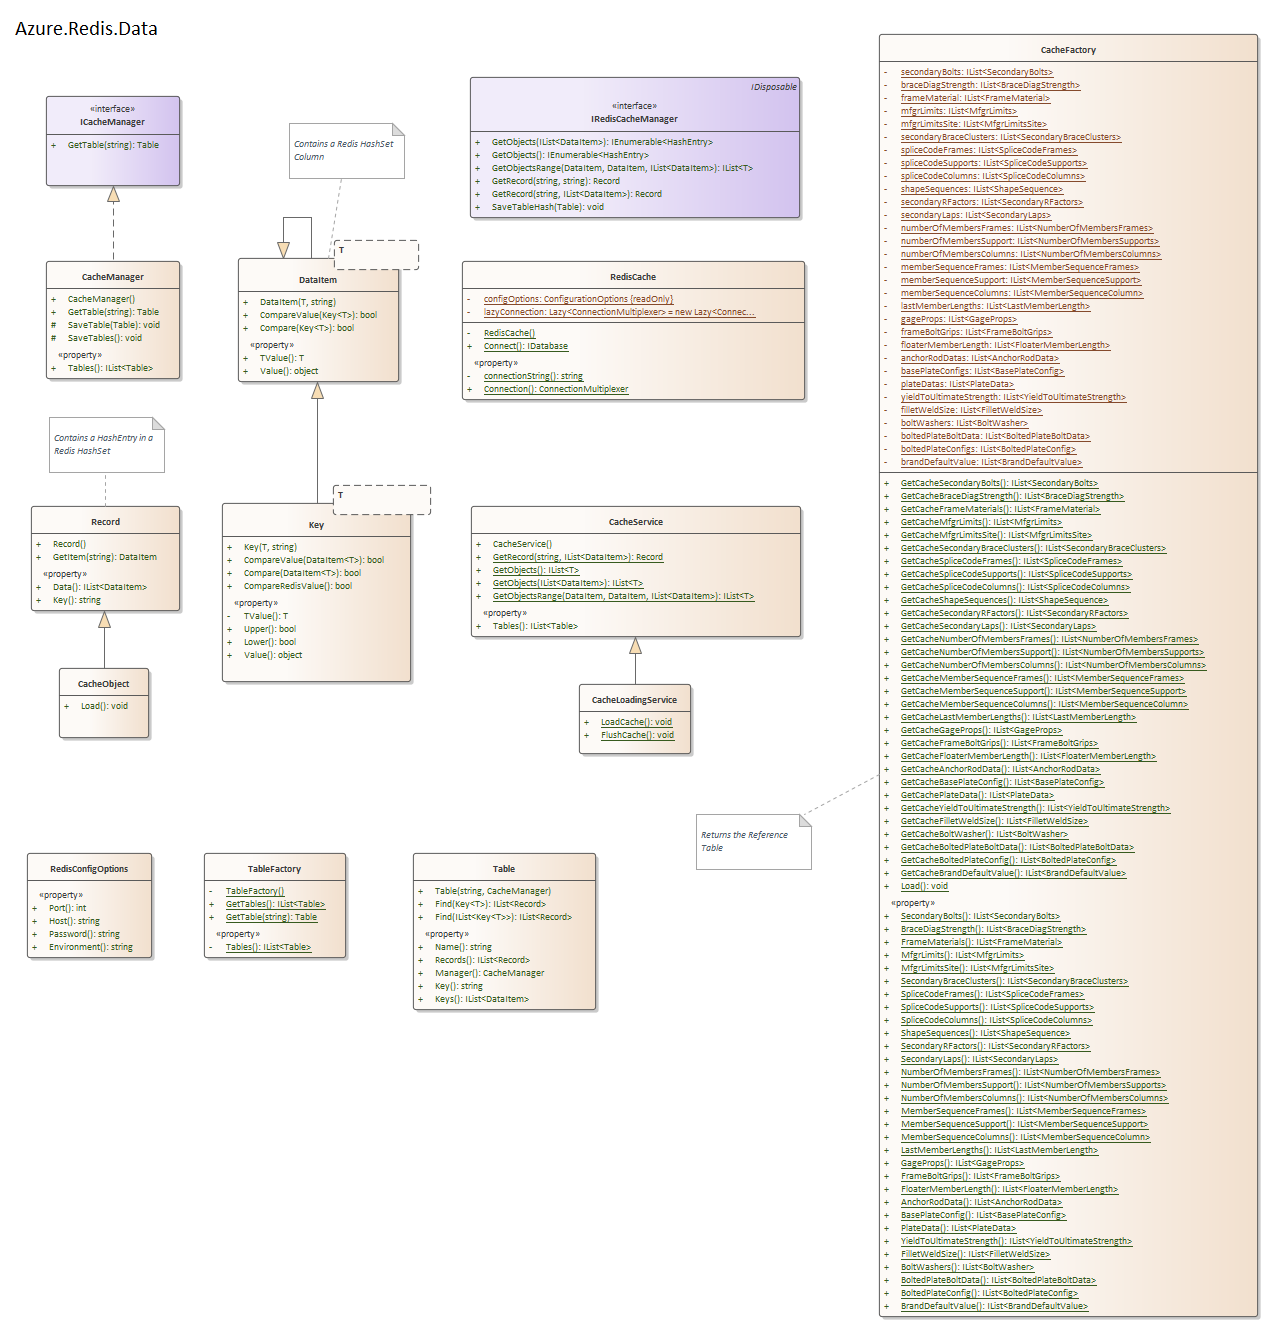 Azure.Redis.Data
«interface»
ICacheManager
+ GetTable(string): Table
CacheManager
+ CacheManager()
+ GetTable(string): Table
# SaveTable(Table): void
# SaveTables(): void
«property»
+ Tables(): IList<Table>
Contains a HashEntry in a
Redis HashSet
Record
+ Record()
+ GetItem(string): DataItem
«property»
+ Data(): IList<DataItem>
+ Key(): string
CacheObject
+ Load(): void
Contains a Redis HashSet
Column
T
DataItem
+ DataItem(T, string)
+ CompareValue(Key<T>): bool
+ Compare(Key<T>): bool
«property»
+ TValue(): T
+ Value(): object
T
Key
+ Key(T, string)
+ CompareValue(DataItem<T>): bool
+ Compare(DataItem<T>): bool
+ CompareRedisValue(): bool
«property»
- TValue(): T
+ Upper(): bool
+ Lower(): bool
+ Value(): object
IDisposable
«interface»
IRedisCacheManager
+ GetObjects(IList<DataItem>): IEnumerable<HashEntry>
+ GetObjects(): IEnumerable<HashEntry>
+ GetObjectsRange(DataItem, DataItem, IList<DataItem>): IList<T>
+ GetRecord(string, string): Record
+ GetRecord(string, IList<DataItem>): Record
+ SaveTableHash(Table): void
RedisCache
- configOptions: ConfigurationOptions {readOnly}
- lazyConnection: Lazy<ConnectionMultiplexer> = new Lazy<Connec...
- RedisCache()
+ Connect(): IDatabase
«property»
- connectionString(): string
+ Connection(): ConnectionMultiplexer
CacheService
+ CacheService()
+ GetRecord(string, IList<DataItem>): Record
+ GetObjects(): IList<T>
+ GetObjects(IList<DataItem>): IList<T>
+ GetObjectsRange(DataItem, DataItem, IList<DataItem>): IList<T>
«property»
+ Tables(): IList<Table>
CacheLoadingService
+ LoadCache(): void
+ FlushCache(): void
Returns the Reference
Table
RedisConfigOptions
«property»
+ Port(): int
+ Host(): string
+ Password(): string
+ Environment(): string
TableFactory
- TableFactory()
+ GetTables(): IList<Table>
+ GetTable(string): Table
«property»
- Tables(): IList<Table>
Table
+ Table(string, CacheManager)
+ Find(Key<T>): IList<Record>
+ Find(IList<Key<T>>): IList<Record>
«property»
+ Name(): string
+ Records(): IList<Record>
+ Manager(): CacheManager
+ Key(): string
+ Keys(): IList<DataItem>
CacheFactory
- secondaryBolts: IList<SecondaryBolts>
- braceDiagStrength: IList<BraceDiagStrength>
- frameMaterial: IList<FrameMaterial>
- mfgrLimits: IList<MfgrLimits>
- mfgrLimitsSite: IList<MfgrLimitsSite>
- secondaryBraceClusters: IList<SecondaryBraceClusters>
- spliceCodeFrames: IList<SpliceCodeFrames>
- spliceCodeSupports: IList<SpliceCodeSupports>
- spliceCodeColumns: IList<SpliceCodeColumns>
- shapeSequences: IList<ShapeSequence>
- secondaryRFactors: IList<SecondaryRFactors>
- secondaryLaps: IList<SecondaryLaps>
- numberOfMembersFrames: IList<NumberOfMembersFrames>
- numberOfMembersSupport: IList<NumberOfMembersSupports>
- numberOfMembersColumns: IList<NumberOfMembersColumns>
- memberSequenceFrames: IList<MemberSequenceFrames>
- memberSequenceSupport: IList<MemberSequenceSupport>
- memberSequenceColumns: IList<MemberSequenceColumn>
- lastMemberLengths: IList<LastMemberLength>
- gageProps: IList<GageProps>
- frameBoltGrips: IList<FrameBoltGrips>
- floaterMemberLength: IList<FloaterMemberLength>
- anchorRodDatas: IList<AnchorRodData>
- basePlateConfigs: IList<BasePlateConfig>
- plateDatas: IList<PlateData>
- yieldToUltimateStrength: IList<YieldToUltimateStrength>
- filletWeldSize: IList<FilletWeldSize>
- boltWashers: IList<BoltWasher>
- boltedPlateBoltData: IList<BoltedPlateBoltData>
- boltedPlateConfigs: IList<BoltedPlateConfig>
- brandDefaultValue: IList<BrandDefaultValue>
+ GetCacheSecondaryBolts(): IList<SecondaryBolts>
+ GetCacheBraceDiagStrength(): IList<BraceDiagStrength>
+ GetCacheFrameMaterials(): IList<FrameMaterial>
+ GetCacheMfgrLimits(): IList<MfgrLimits>
+ GetCacheMfgrLimitsSite(): IList<MfgrLimitsSite>
+ GetCacheSecondaryBraceClusters(): IList<SecondaryBraceClusters>
+ GetCacheSpliceCodeFrames(): IList<SpliceCodeFrames>
+ GetCacheSpliceCodeSupports(): IList<SpliceCodeSupports>
+ GetCacheSpliceCodeColumns(): IList<SpliceCodeColumns>
+ GetCacheShapeSequences(): IList<ShapeSequence>
+ GetCacheSecondaryRFactors(): IList<SecondaryRFactors>
+ GetCacheSecondaryLaps(): IList<SecondaryLaps>
+ GetCacheNumberOfMembersFrames(): IList<NumberOfMembersFrames>
+ GetCacheNumberOfMembersSupport(): IList<NumberOfMembersSupports>
+ GetCacheNumberOfMembersColumns(): IList<NumberOfMembersColumns>
+ GetCacheMemberSequenceFrames(): IList<MemberSequenceFrames>
+ GetCacheMemberSequenceSupport(): IList<MemberSequenceSupport>
+ GetCacheMemberSequenceColumns(): IList<MemberSequenceColumn>
+ GetCacheLastMemberLengths(): IList<LastMemberLength>
+ GetCacheGageProps(): IList<GageProps>
+ GetCacheFrameBoltGrips(): IList<FrameBoltGrips>
+ GetCacheFloaterMemberLength(): IList<FloaterMemberLength>
+ GetCacheAnchorRodData(): IList<AnchorRodData>
+ GetCacheBasePlateConfig(): IList<BasePlateConfig>
+ GetCachePlateData(): IList<PlateData>
+ GetCacheYieldToUltimateStrength(): IList<YieldToUltimateStrength>
+ GetCacheFilletWeldSize(): IList<FilletWeldSize>
+ GetCacheBoltWasher(): IList<BoltWasher>
+ GetCacheBoltedPlateBoltData(): IList<BoltedPlateBoltData>
+ GetCacheBoltedPlateConfig(): IList<BoltedPlateConfig>
+ GetCacheBrandDefaultValue(): IList<BrandDefaultValue>
+ Load(): void
«property»
+ SecondaryBolts(): IList<SecondaryBolts>
+ BraceDiagStrength(): IList<BraceDiagStrength>
+ FrameMaterials(): IList<FrameMaterial>
+ MfgrLimits(): IList<MfgrLimits>
+ MfgrLimitsSite(): IList<MfgrLimitsSite>
+ SecondaryBraceClusters(): IList<SecondaryBraceClusters>
+ SpliceCodeFrames(): IList<SpliceCodeFrames>
+ SpliceCodeSupports(): IList<SpliceCodeSupports>
+ SpliceCodeColumns(): IList<SpliceCodeColumns>
+ ShapeSequences(): IList<ShapeSequence>
+ SecondaryRFactors(): IList<SecondaryRFactors>
+ SecondaryLaps(): IList<SecondaryLaps>
+ NumberOfMembersFrames(): IList<NumberOfMembersFrames>
+ NumberOfMembersSupport(): IList<NumberOfMembersSupports>
+ NumberOfMembersColumns(): IList<NumberOfMembersColumns>
+ MemberSequenceFrames(): IList<MemberSequenceFrames>
+ MemberSequenceSupport(): IList<MemberSequenceSupport>
+ MemberSequenceColumns(): IList<MemberSequenceColumn>
+ LastMemberLengths(): IList<LastMemberLength>
+ GageProps(): IList<GageProps>
+ FrameBoltGrips(): IList<FrameBoltGrips>
+ FloaterMemberLength(): IList<FloaterMemberLength>
+ AnchorRodData(): IList<AnchorRodData>
+ BasePlateConfig(): IList<BasePlateConfig>
+ PlateData(): IList<PlateData>
+ YieldToUltimateStrength(): IList<YieldToUltimateStrength>
+ FilletWeldSize(): IList<FilletWeldSize>
+ BoltWashers(): IList<BoltWasher>
+ BoltedPlateBoltData(): IList<BoltedPlateBoltData>
+ BoltedPlateConfig(): IList<BoltedPlateConfig>
+ BrandDefaultValue(): IList<BrandDefaultValue>